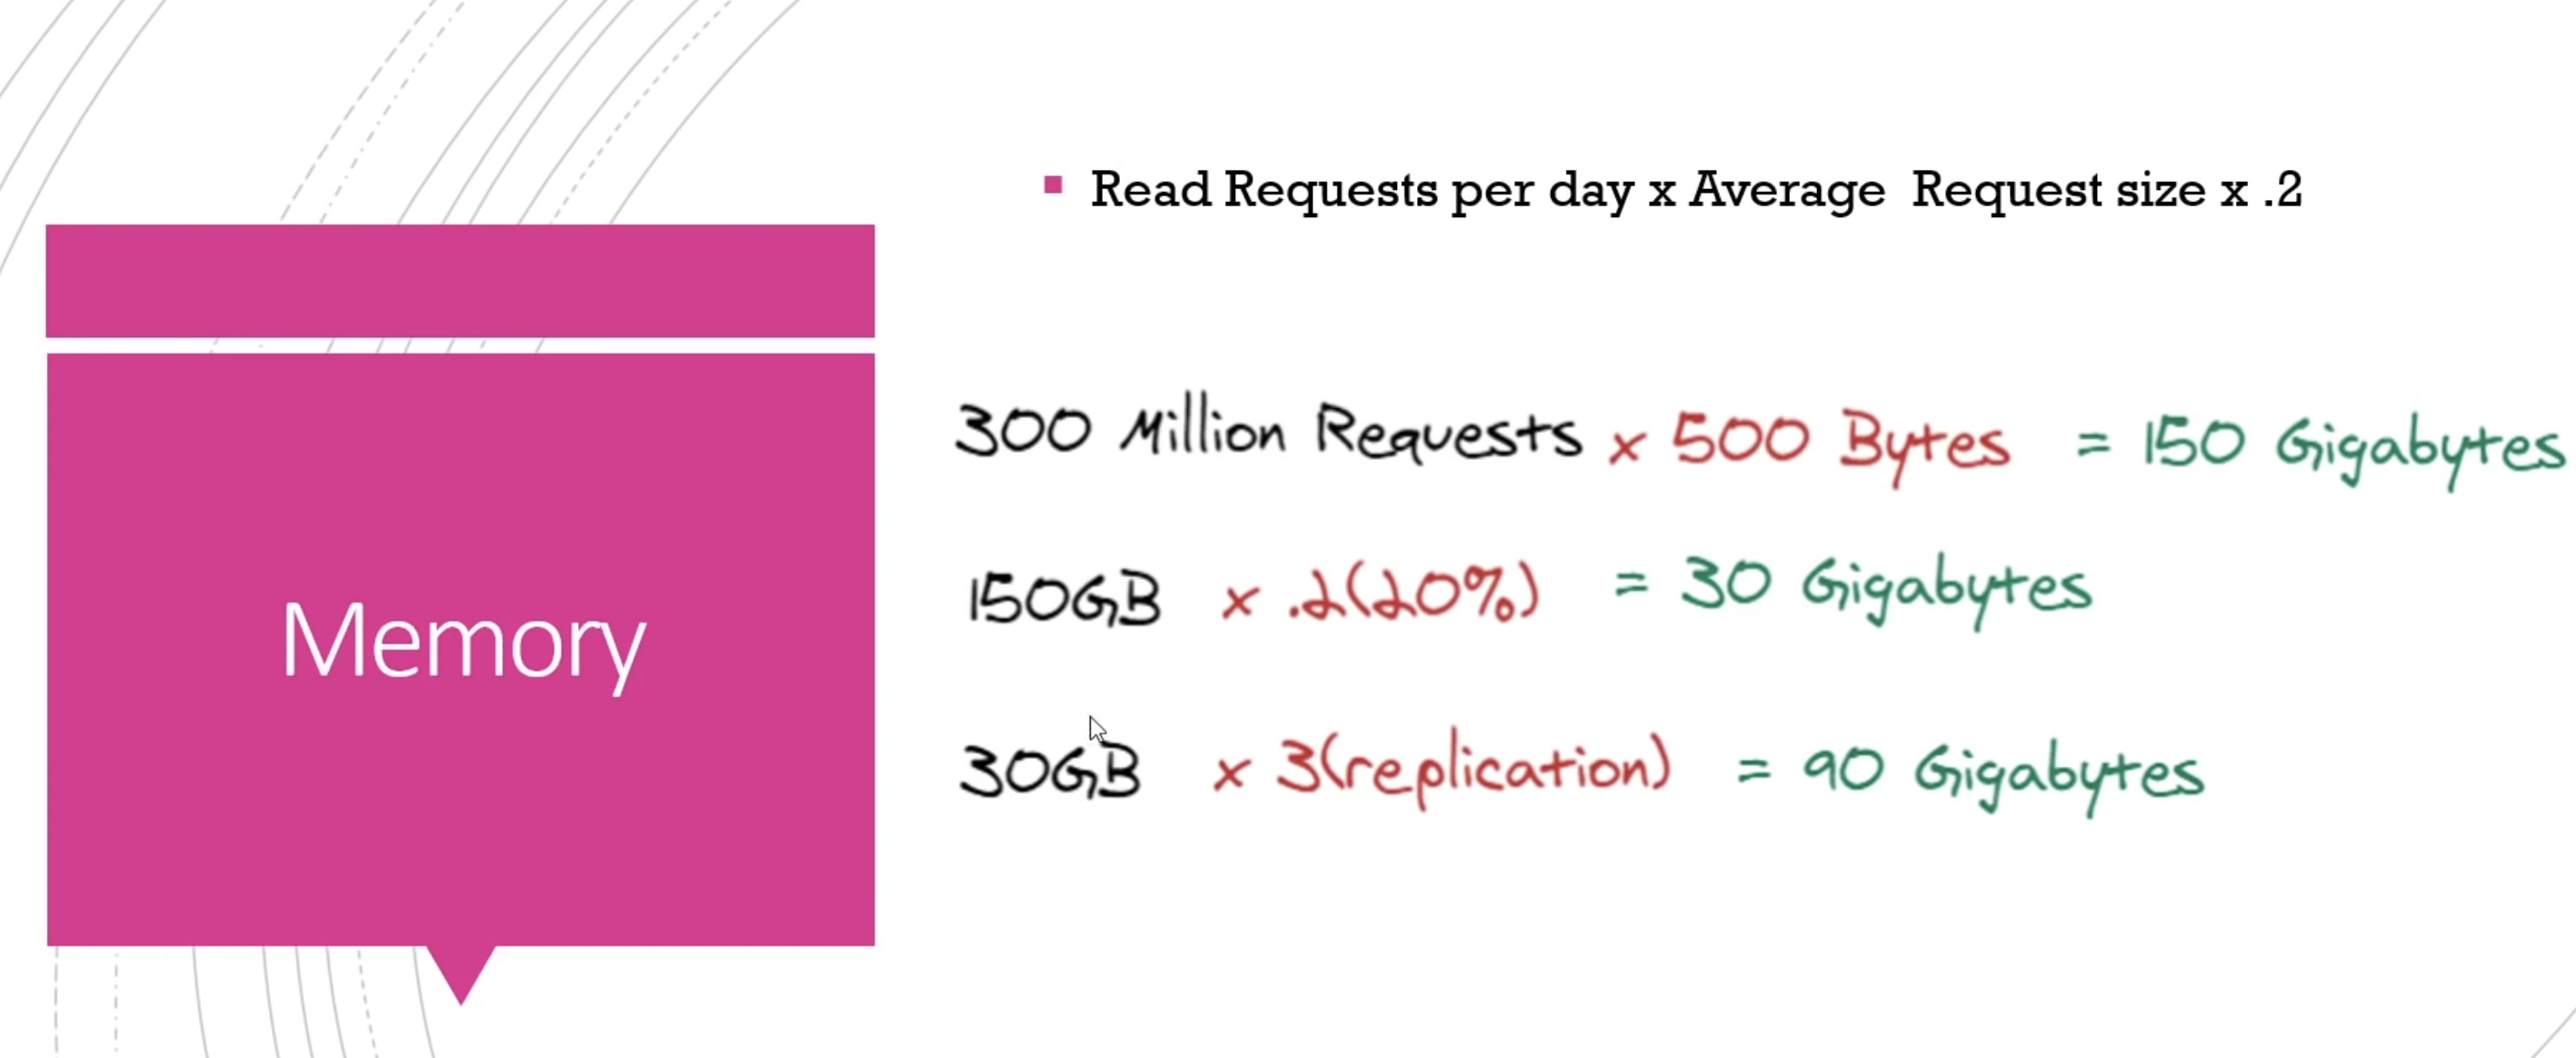 Memory
▪ Read Requests per day x Average Request size x .2
300 Million Requests x 500 Bytes = 150 Gigabytes
150GB x .2(20%) = 30 Gigabytes
30GB x 3(replication) = 90 Gigabytes